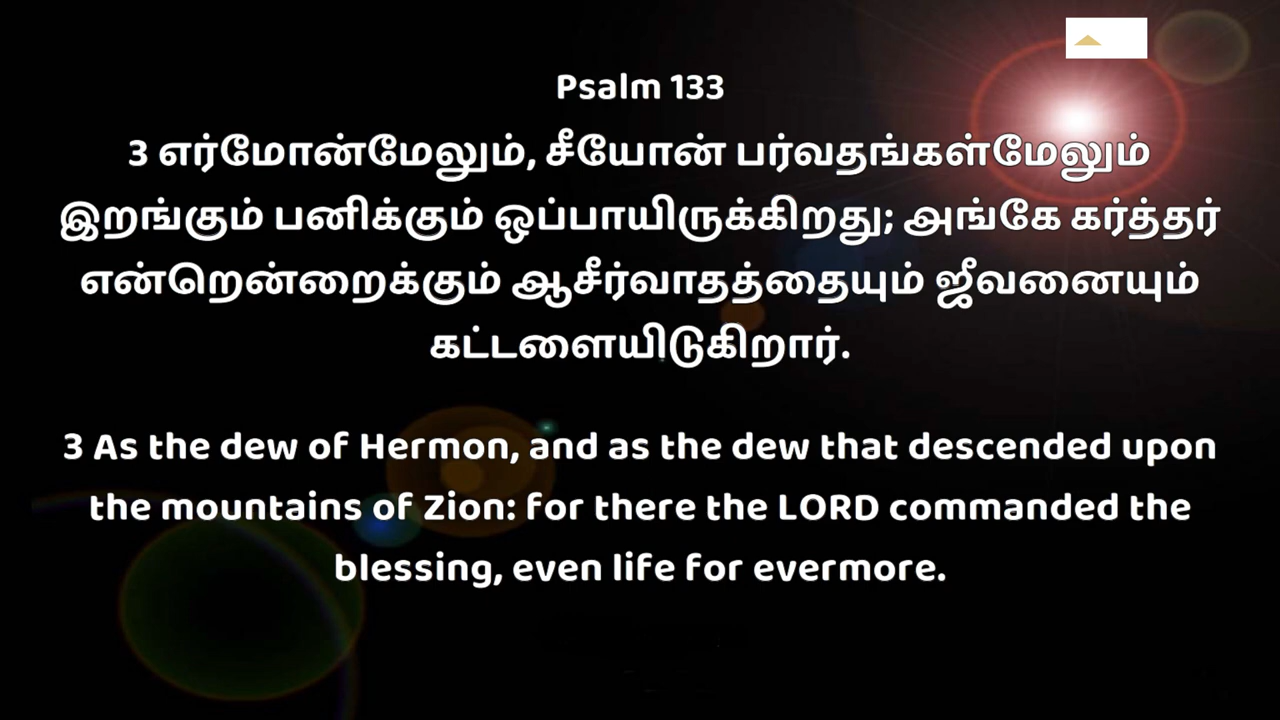 Psalm 133
3 எர்மோன்மேலும், சீயோன் பர்வதங்கள்மேலும்
இறங்கும் பனிக்கும் ஒப்பாயிருக்கிறது; அங்கே கர்த்தர்
என்றென்றைக்கும் ஆசீர்வாதத்தையும் ஜீவனையும்
கட்டளையிடுகிறார்.
3 As the dew of Hermon, and as the dew that descended upon
the mountains of Zion: for there the LORD commanded the
blessing, even life for evermore.